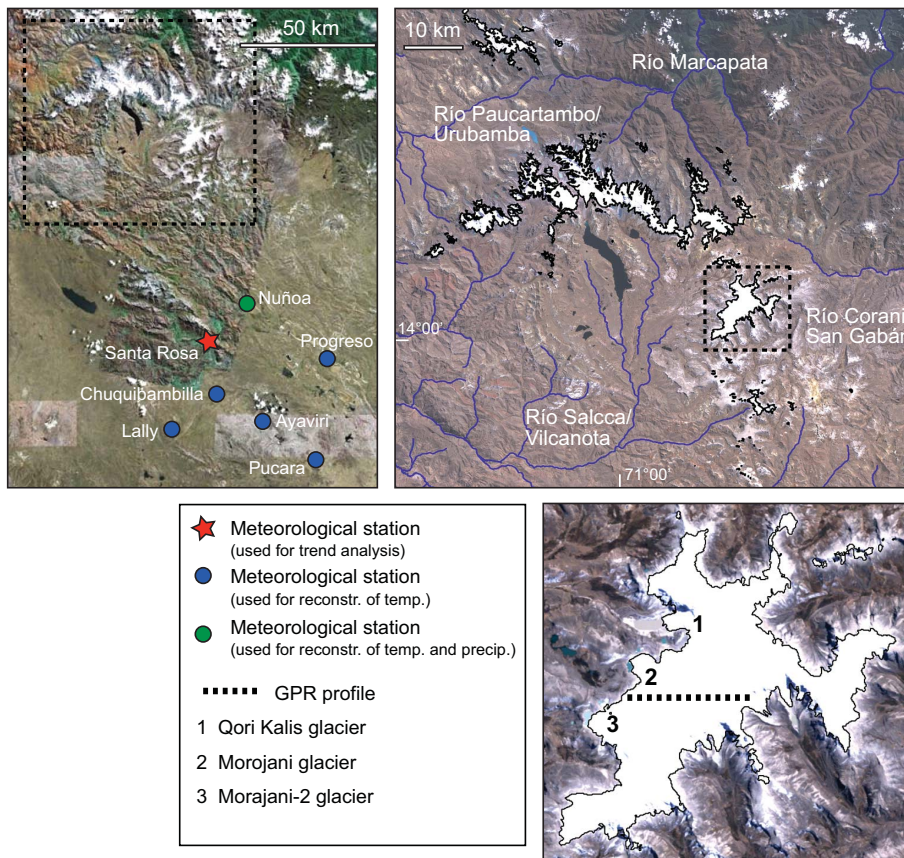 50 km
Nuñoa
Santa Rosa
Progreso
Chuquibambilla
Ayaviri
Lally
Pucara
10 km
Río Marcapata
Río Paucartambo/
Urubamba
14°00'
Río Coraní
San Gabán
Río Salcca/
Vilcanota
71°00'
Meteorological station
(used for trend analysis)
Meteorological station
(used for reconstr. of temp.)
Meteorological station
(used for reconstr. of temp. and precip.)
GPR profile
1 Qori Kalis glacier
2 Morojani glacier
3 Morajani-2 glacier
1
2
3